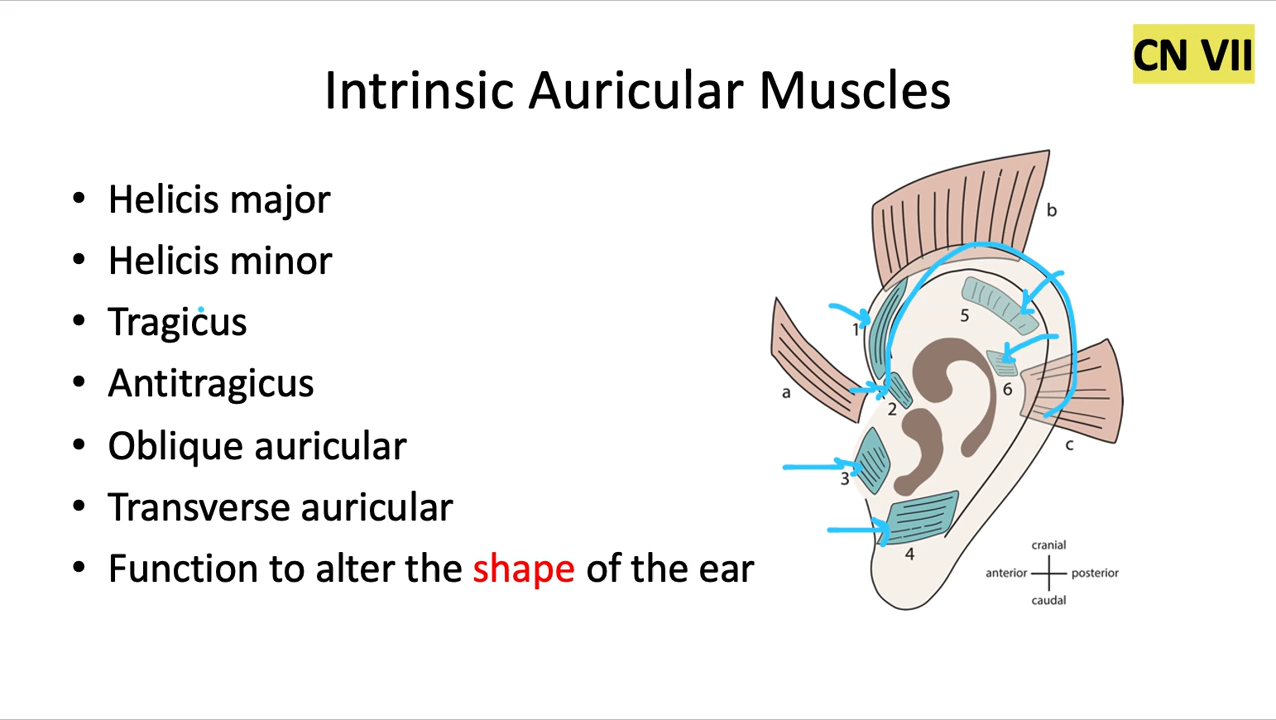 CN VII
Intrinsic Auricular Muscles
• Helicis major
• Helicis minor
• Tragicus
• Antitragicus
• Oblique auricular
• Transverse auricular
• Function to alter the shape of the ear
b
1
5
a
2
6
c
3
4
cranial
anterior
posterior
caudal